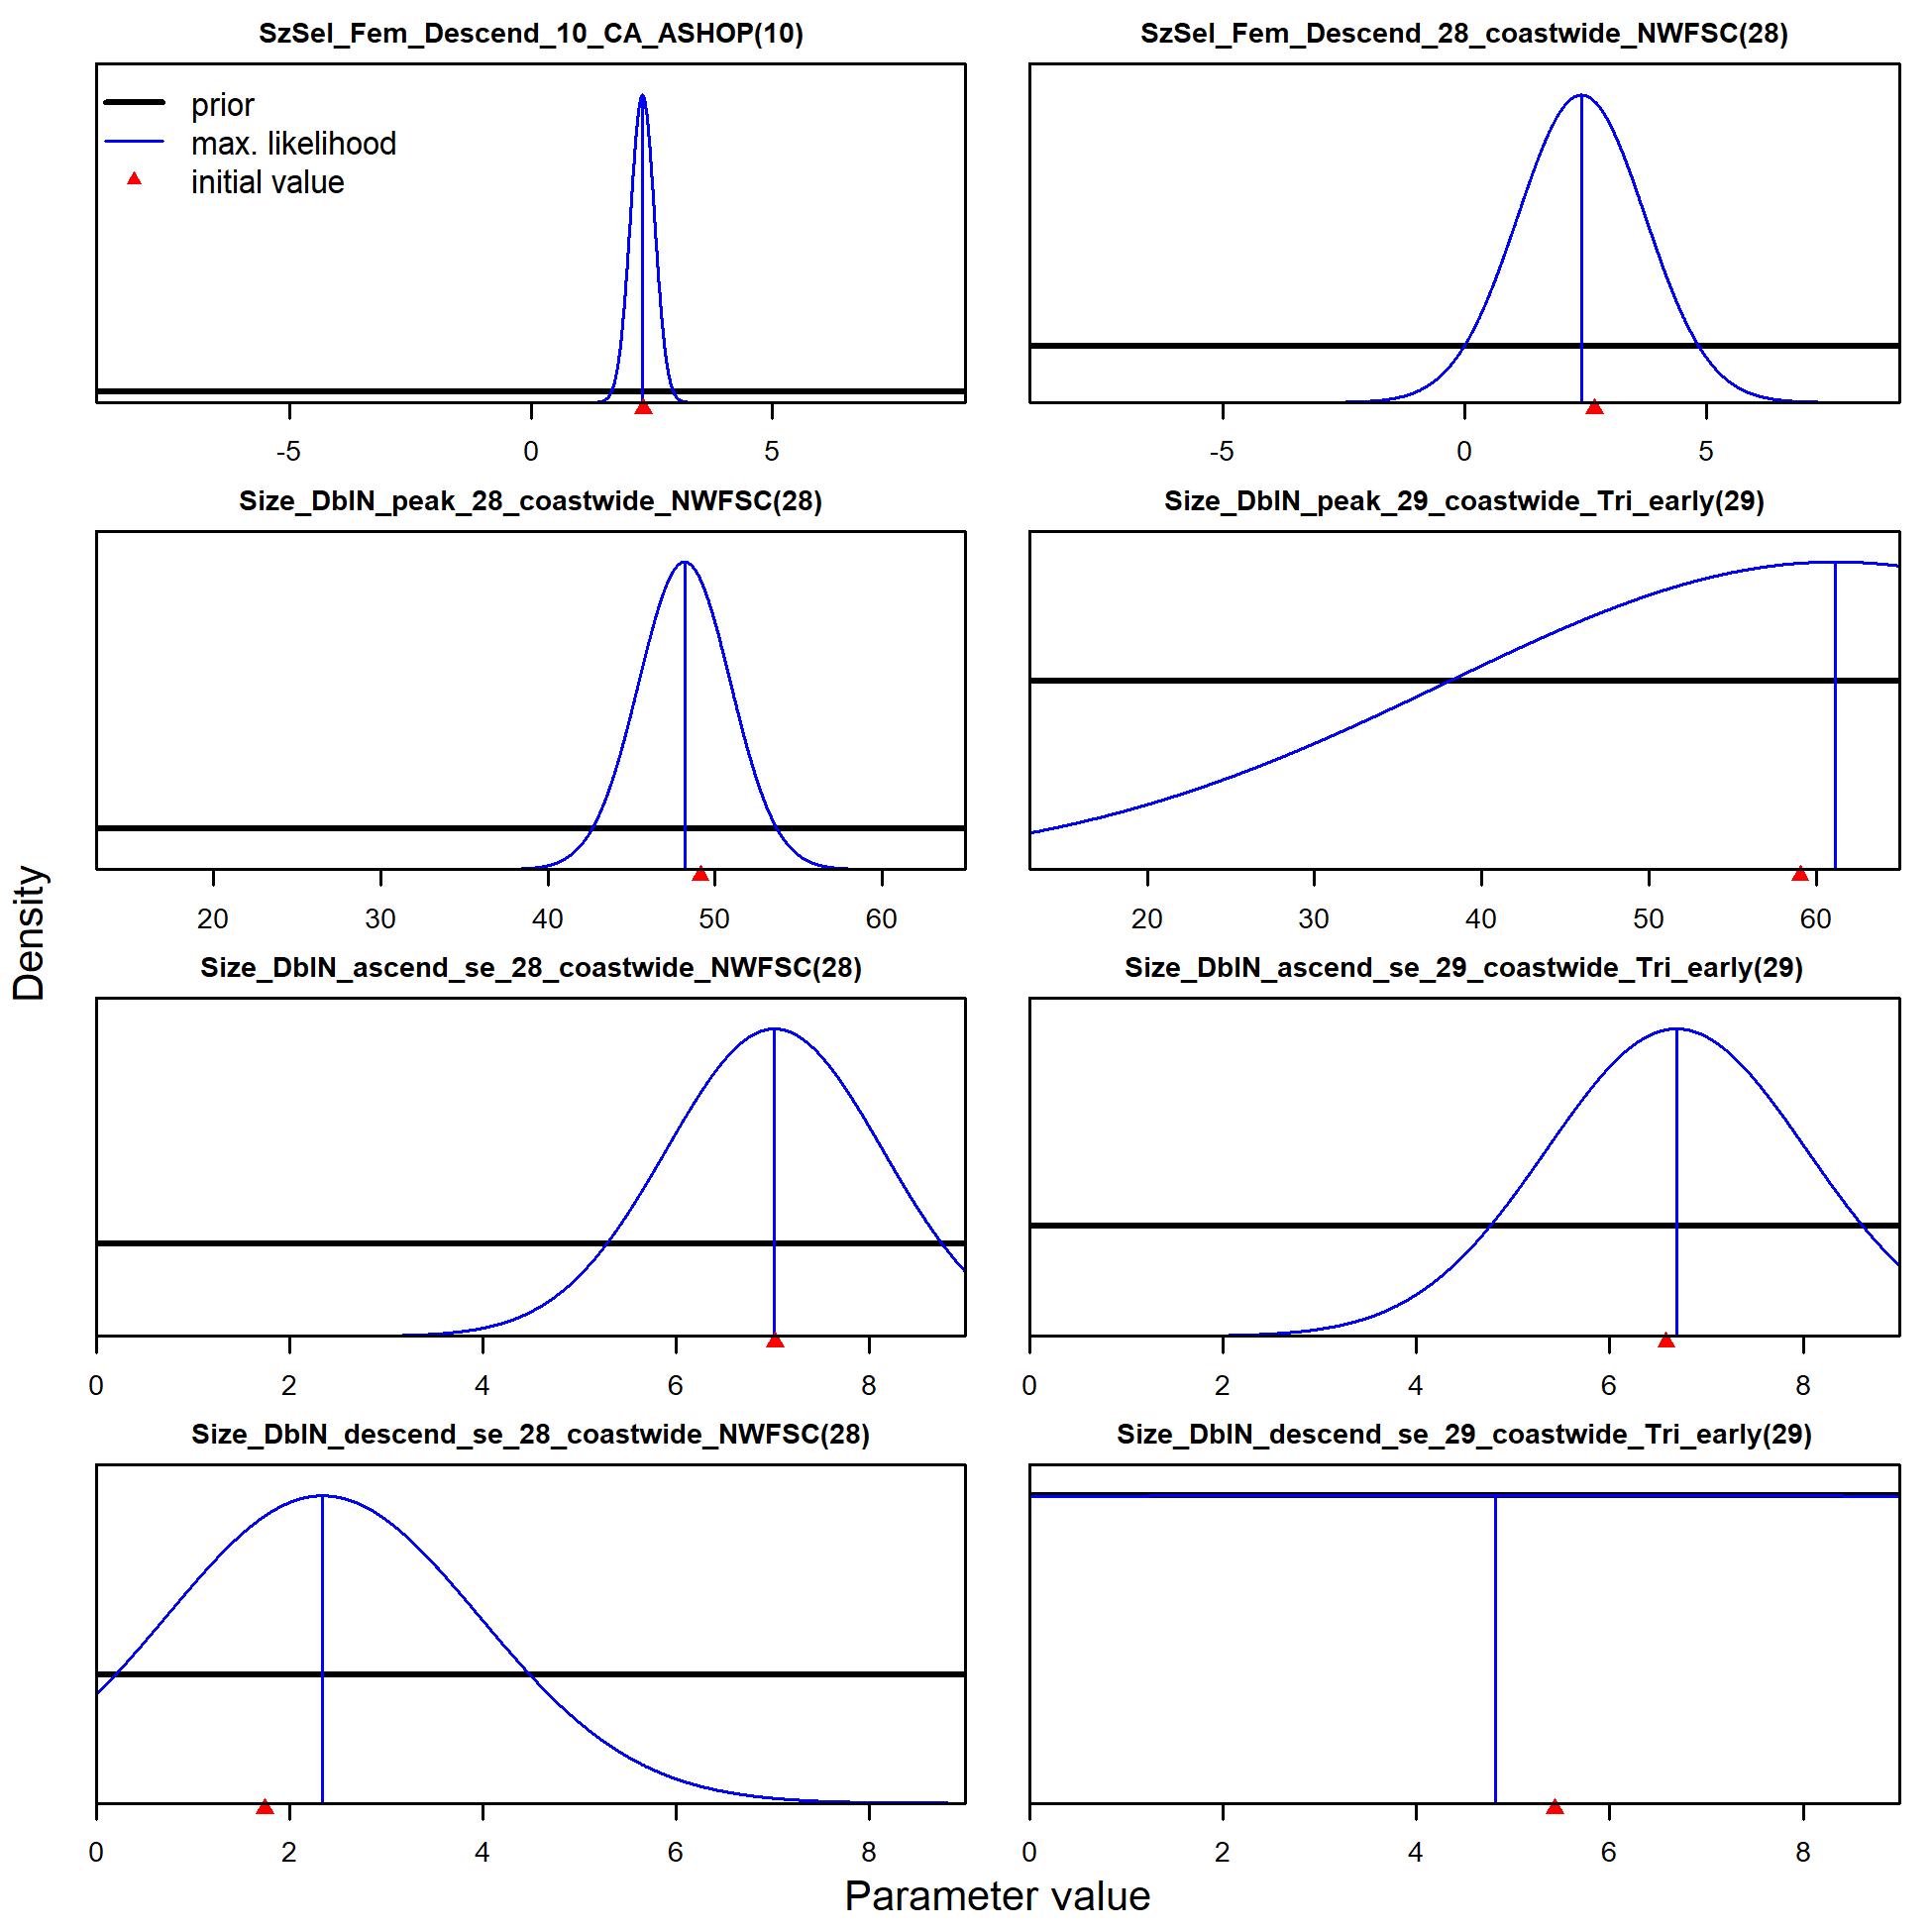 SzSel_Fem_Descend_10_CA_ASHOP(10)
SzSel_Fem_Descend_28_coastwide_NWFSC(28)
prior
max. likelihood
initial value
-5 0 5
-5 0 5
Size_DblN_peak_28_coastwide_NWFSC(28)
Size_DblN_peak_29_coastwide_Tri_early(29)
20 30 40 50 60
20 30 40 50 60
Density
Size_DblN_ascend_se_28_coastwide_NWFSC(28)
Size_DblN_ascend_se_29_coastwide_Tri_early(29)
0 2 4 6 8
0 2 4 6 8
Size_DblN_descend_se_28_coastwide_NWFSC(28)
Size_DblN_descend_se_29_coastwide_Tri_early(29)
0 2 4 6 8
0 2 4 6 8
Parameter value